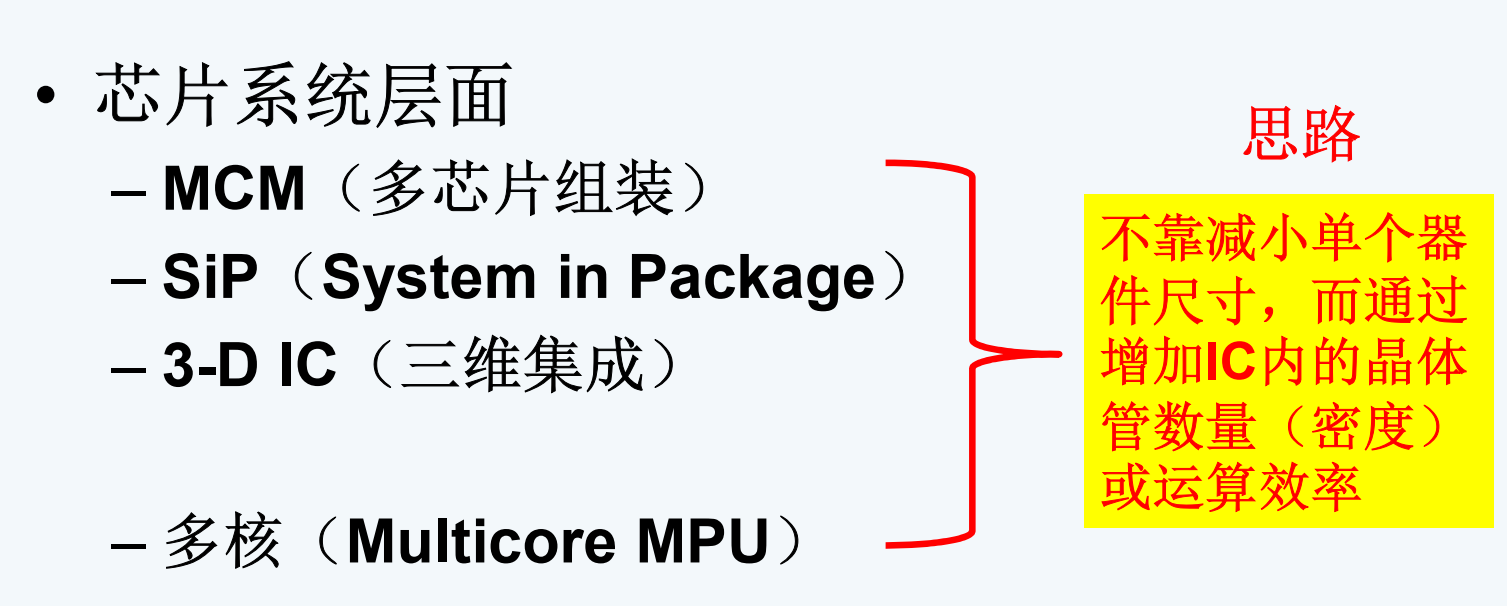 • 芯片系统层面
– MCM（多芯片组装）
– SiP（System in Package）
– 3-D IC（三维集成）
– 多核（Multicore MPU）
思路
不靠减小单个器
件尺寸，而通过
增加IC内的晶体
管数量（密度）
或运算效率